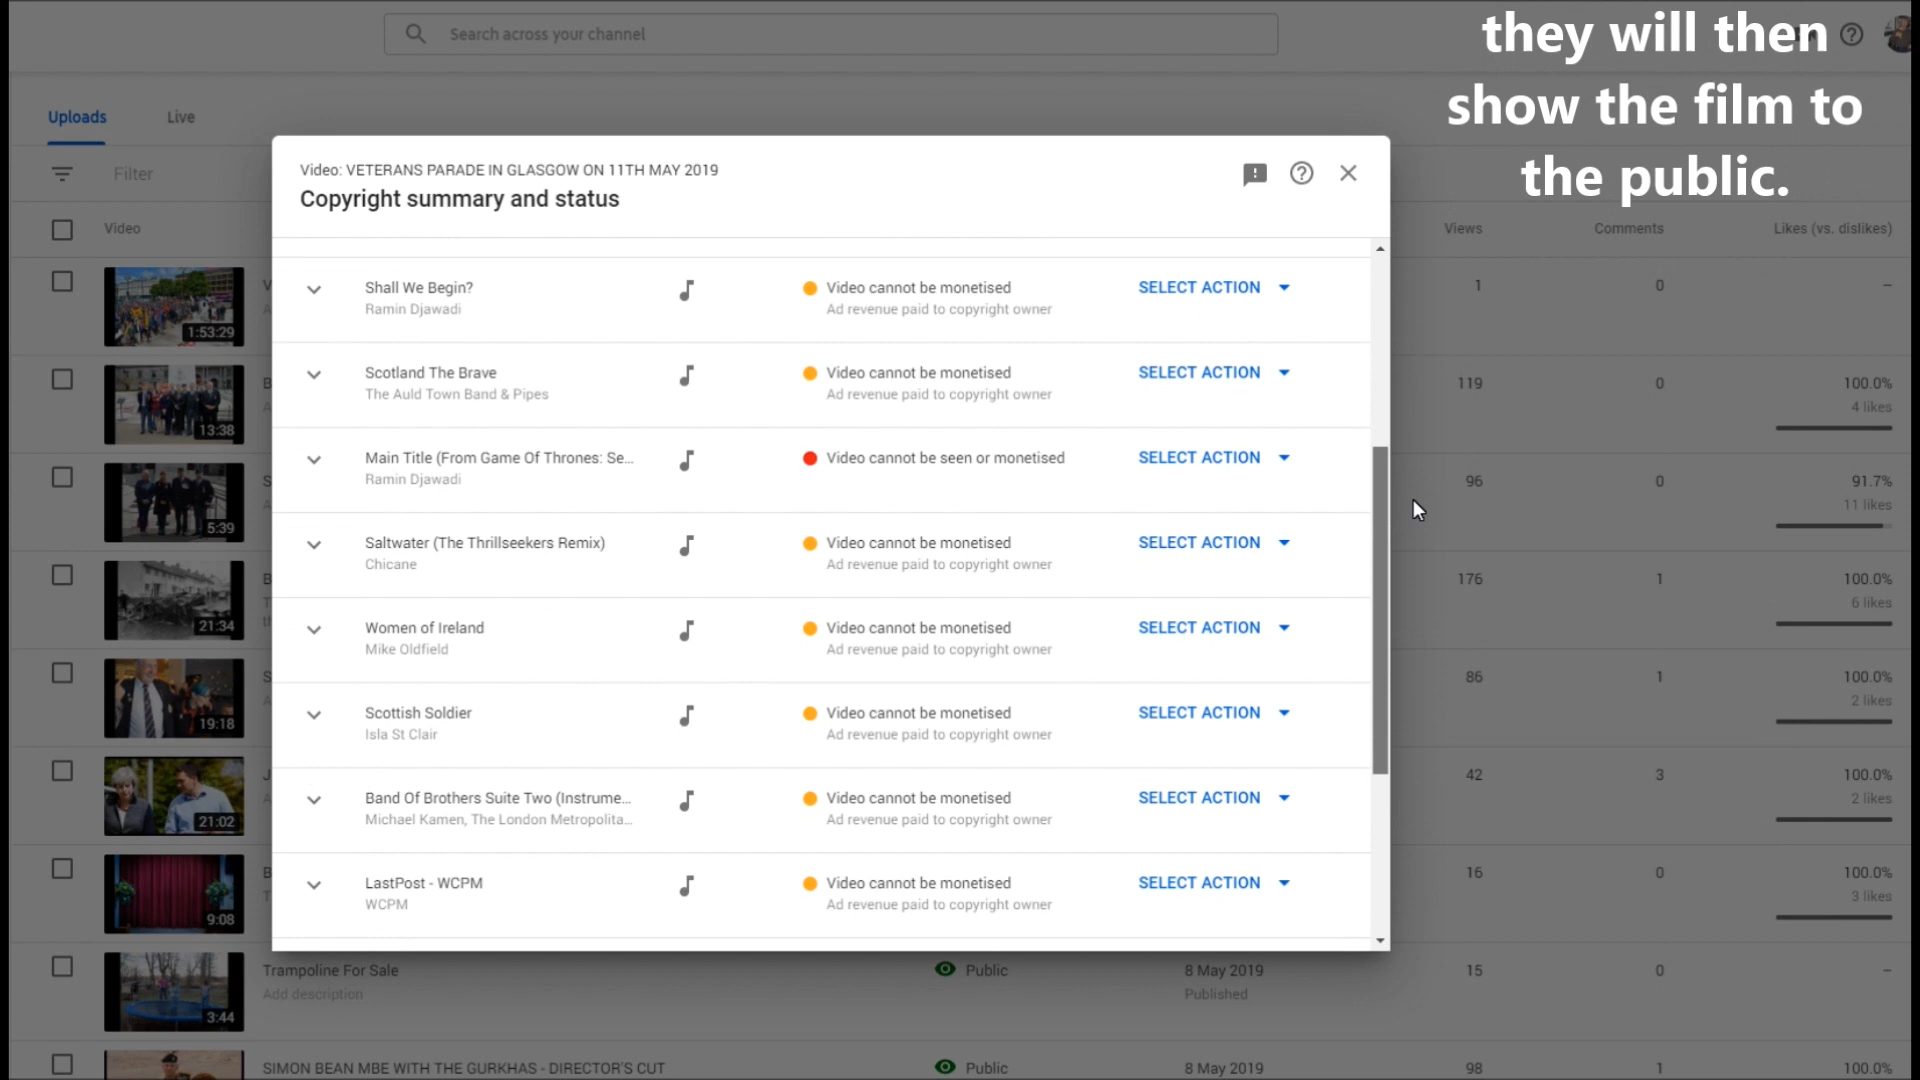 they will then
show the film to
the public.
Search across your channel
Uploads
Live
Filter
Video
Views
Comments
Likes (vs. dislikes)
Video: VETERANS PARADE IN GLASGOW ON 11TH MAY 2019
Copyright summary and status
Shall We Begin?
Ramin Djawadi
Video cannot be monetised
Ad revenue paid to copyright owner
SELECT ACTION
Scotland The Brave
The Auld Town Band & Pipes
Video cannot be monetised
Ad revenue paid to copyright owner
SELECT ACTION
Main Title (From Game Of Thrones: Se...
Ramin Djawadi
Video cannot be seen or monetised
SELECT ACTION
Saltwater (The Thrillseekers Remix)
Chicane
Video cannot be monetised
Ad revenue paid to copyright owner
SELECT ACTION
Women of Ireland
Mike Oldfield
Video cannot be monetised
Ad revenue paid to copyright owner
SELECT ACTION
Scottish Soldier
Isla St Clair
Video cannot be monetised
Ad revenue paid to copyright owner
SELECT ACTION
Band Of Brothers Suite Two (Instrume...
Michael Kamen, The London Metropolita...
Video cannot be monetised
Ad revenue paid to copyright owner
SELECT ACTION
LastPost - WCPM
WCPM
Video cannot be monetised
Ad revenue paid to copyright owner
SELECT ACTION
1:53:29
1
0
–
13:38
119
0
100.0%
4 likes
5:39
96
0
91.7%
11 likes
21:34
176
1
100.0%
6 likes
19:18
86
1
100.0%
2 likes
21:02
42
3
100.0%
2 likes
9:08
16
0
100.0%
3 likes
3:44
Trampoline For Sale
Add description
Public
8 May 2019
Published
15
0
–
SIMON BEAN MBE WITH THE GURKHAS - DIRECTOR'S CUT
Public
8 May 2019
98
1
100.0%